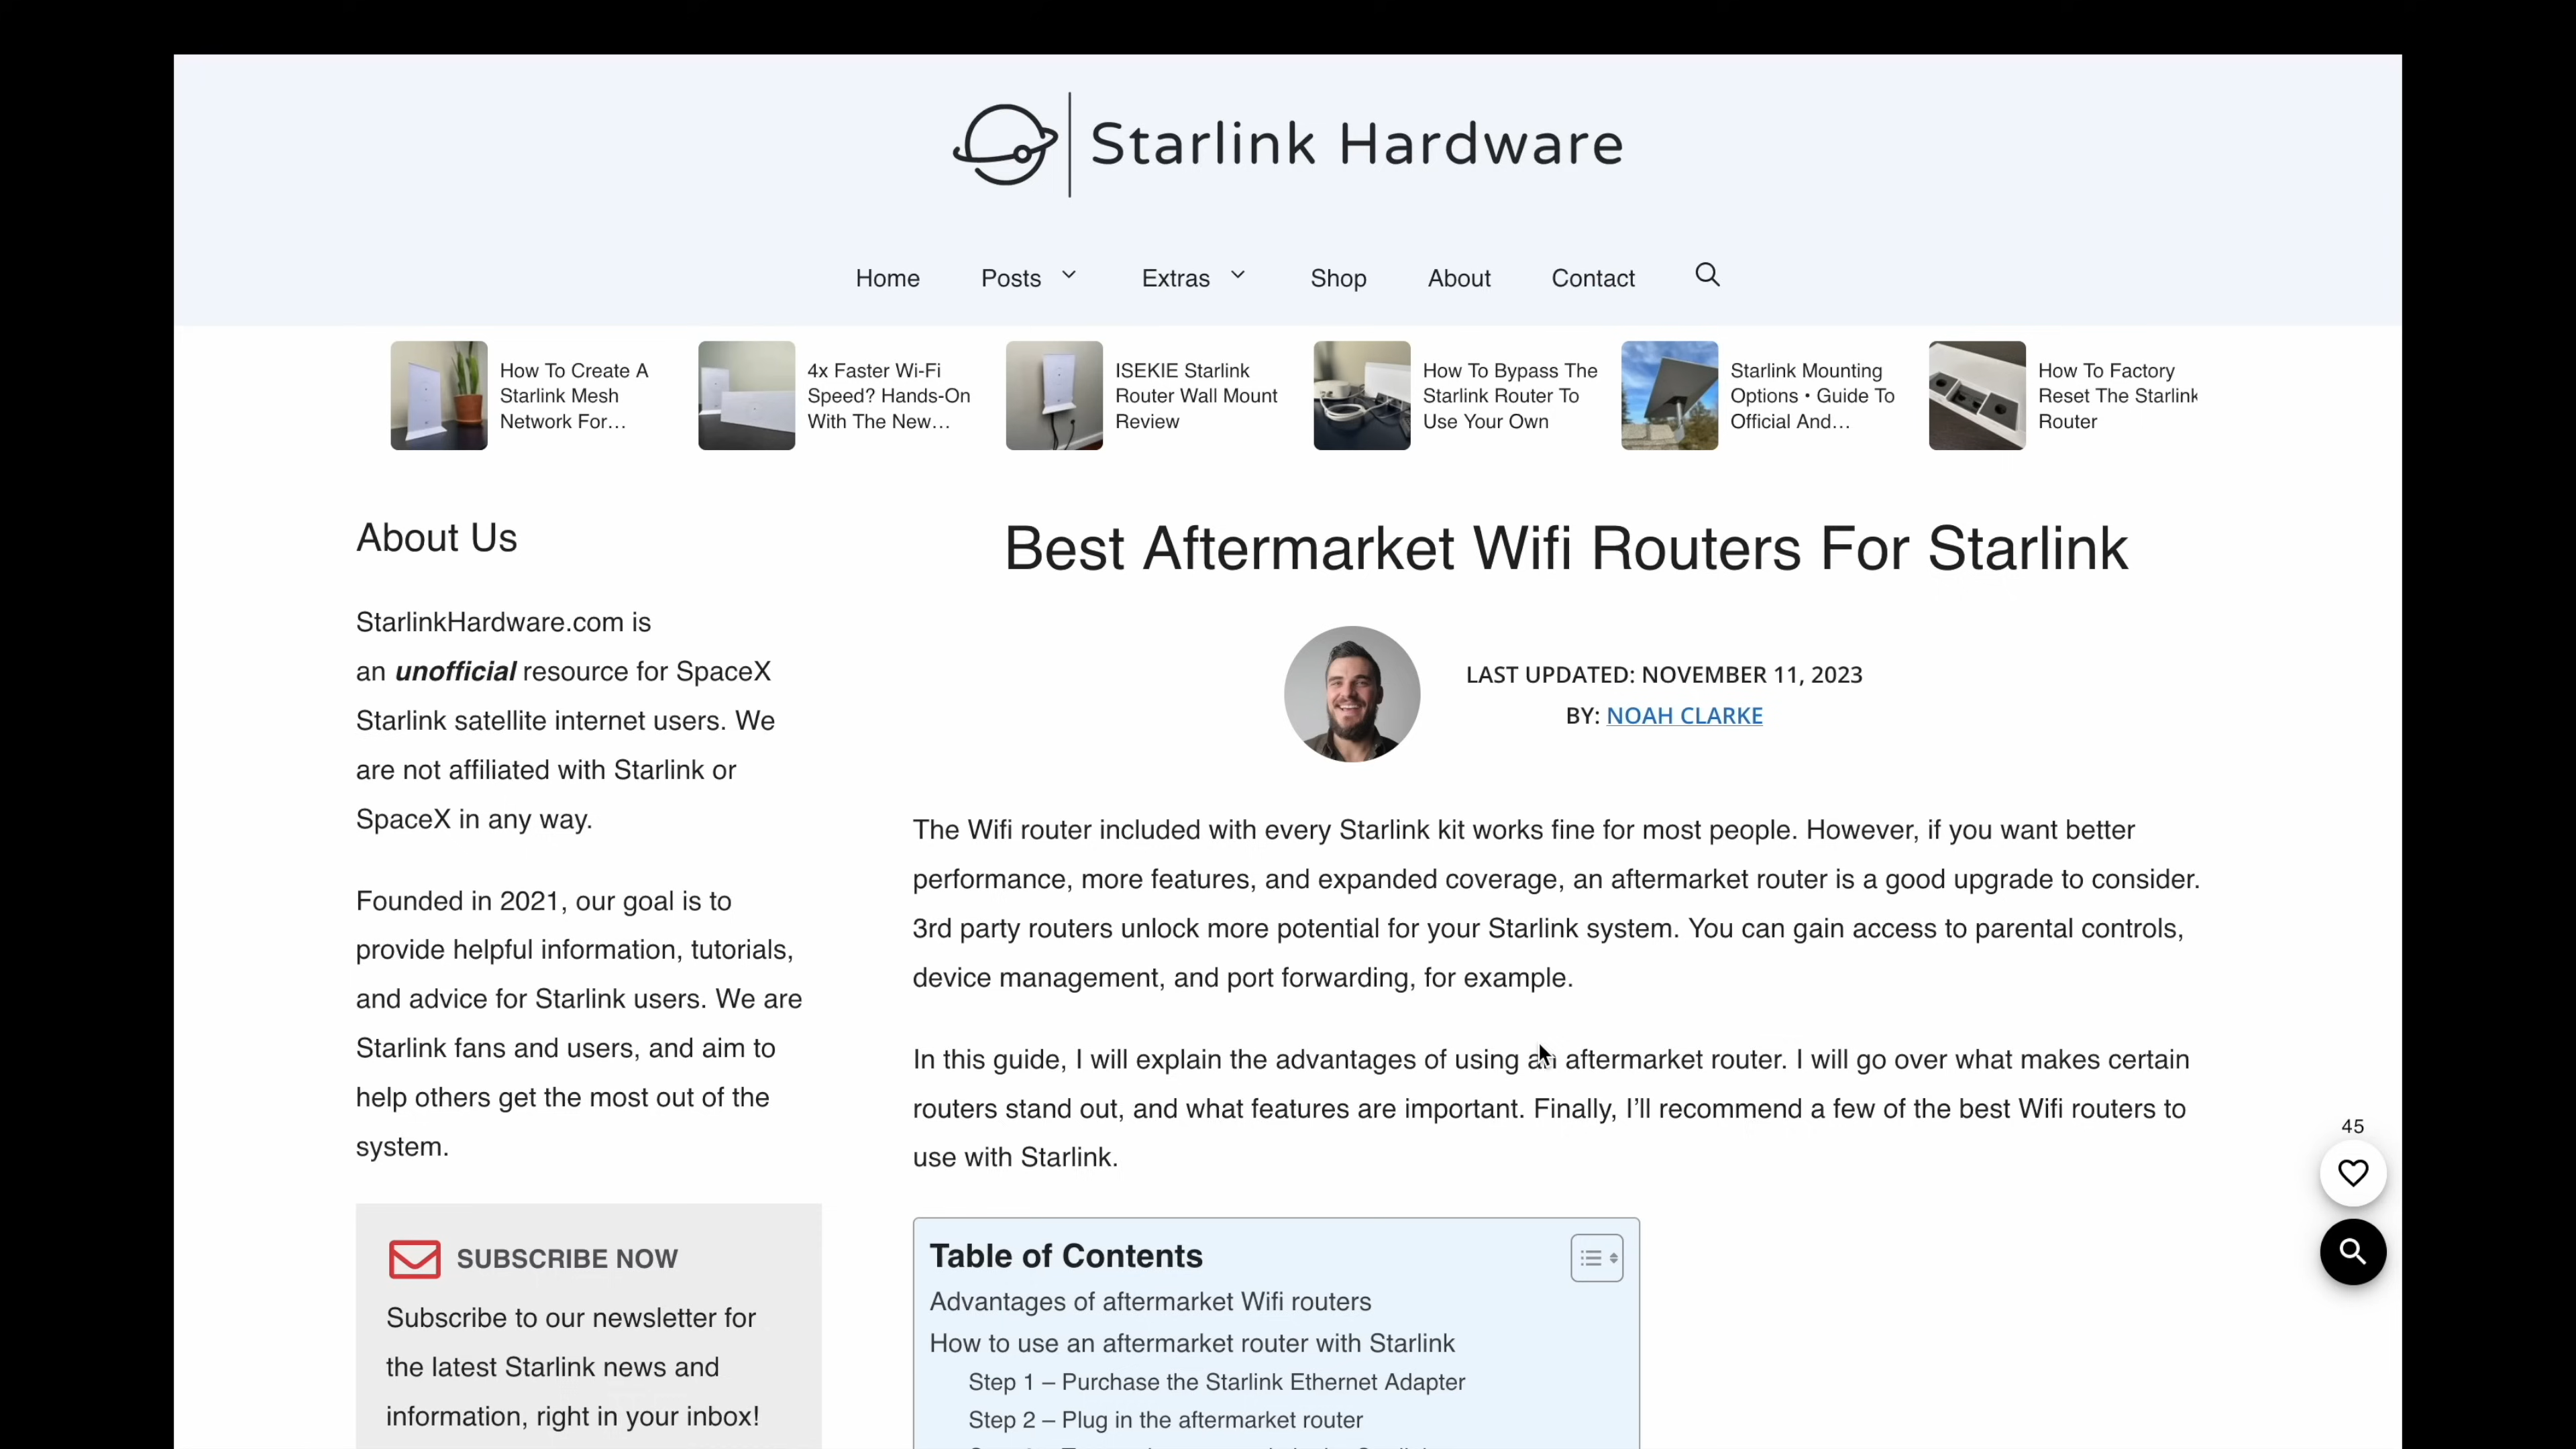 Starlink Hardware
Home Posts Extras Shop About Contact
How To Create A
Starlink Mesh
Network For...
4x Faster Wi-Fi
Speed? Hands-On
With The New...
ISEKIE Starlink
Router Wall Mount
Review
How To Bypass The
Starlink Router To
Use Your Own
Starlink Mounting
Options • Guide To
Official And...
How To Factory
Reset The Starlink
Router
About Us
StarlinkHardware.com is
an unofficial resource for SpaceX
Starlink satellite internet users. We
are not affiliated with Starlink or
SpaceX in any way.
Founded in 2021, our goal is to
provide helpful information, tutorials,
and advice for Starlink users. We are
Starlink fans and users, and aim to
help others get the most out of the
system.
SUBSCRIBE NOW
Subscribe to our newsletter for
the latest Starlink news and
information, right in your inbox!
Best Aftermarket Wifi Routers For Starlink
LAST UPDATED: NOVEMBER 11, 2023
BY: NOAH CLARKE
The Wifi router included with every Starlink kit works fine for most people. However, if you want better
performance, more features, and expanded coverage, an aftermarket router is a good upgrade to consider.
3rd party routers unlock more potential for your Starlink system. You can gain access to parental controls,
device management, and port forwarding, for example.
In this guide, I will explain the advantages of using an aftermarket router. I will go over what makes certain
routers stand out, and what features are important. Finally, I’ll recommend a few of the best Wifi routers to
use with Starlink.
Table of Contents
Advantages of aftermarket Wifi routers
How to use an aftermarket router with Starlink
Step 1 – Purchase the Starlink Ethernet Adapter
Step 2 – Plug in the aftermarket router
45